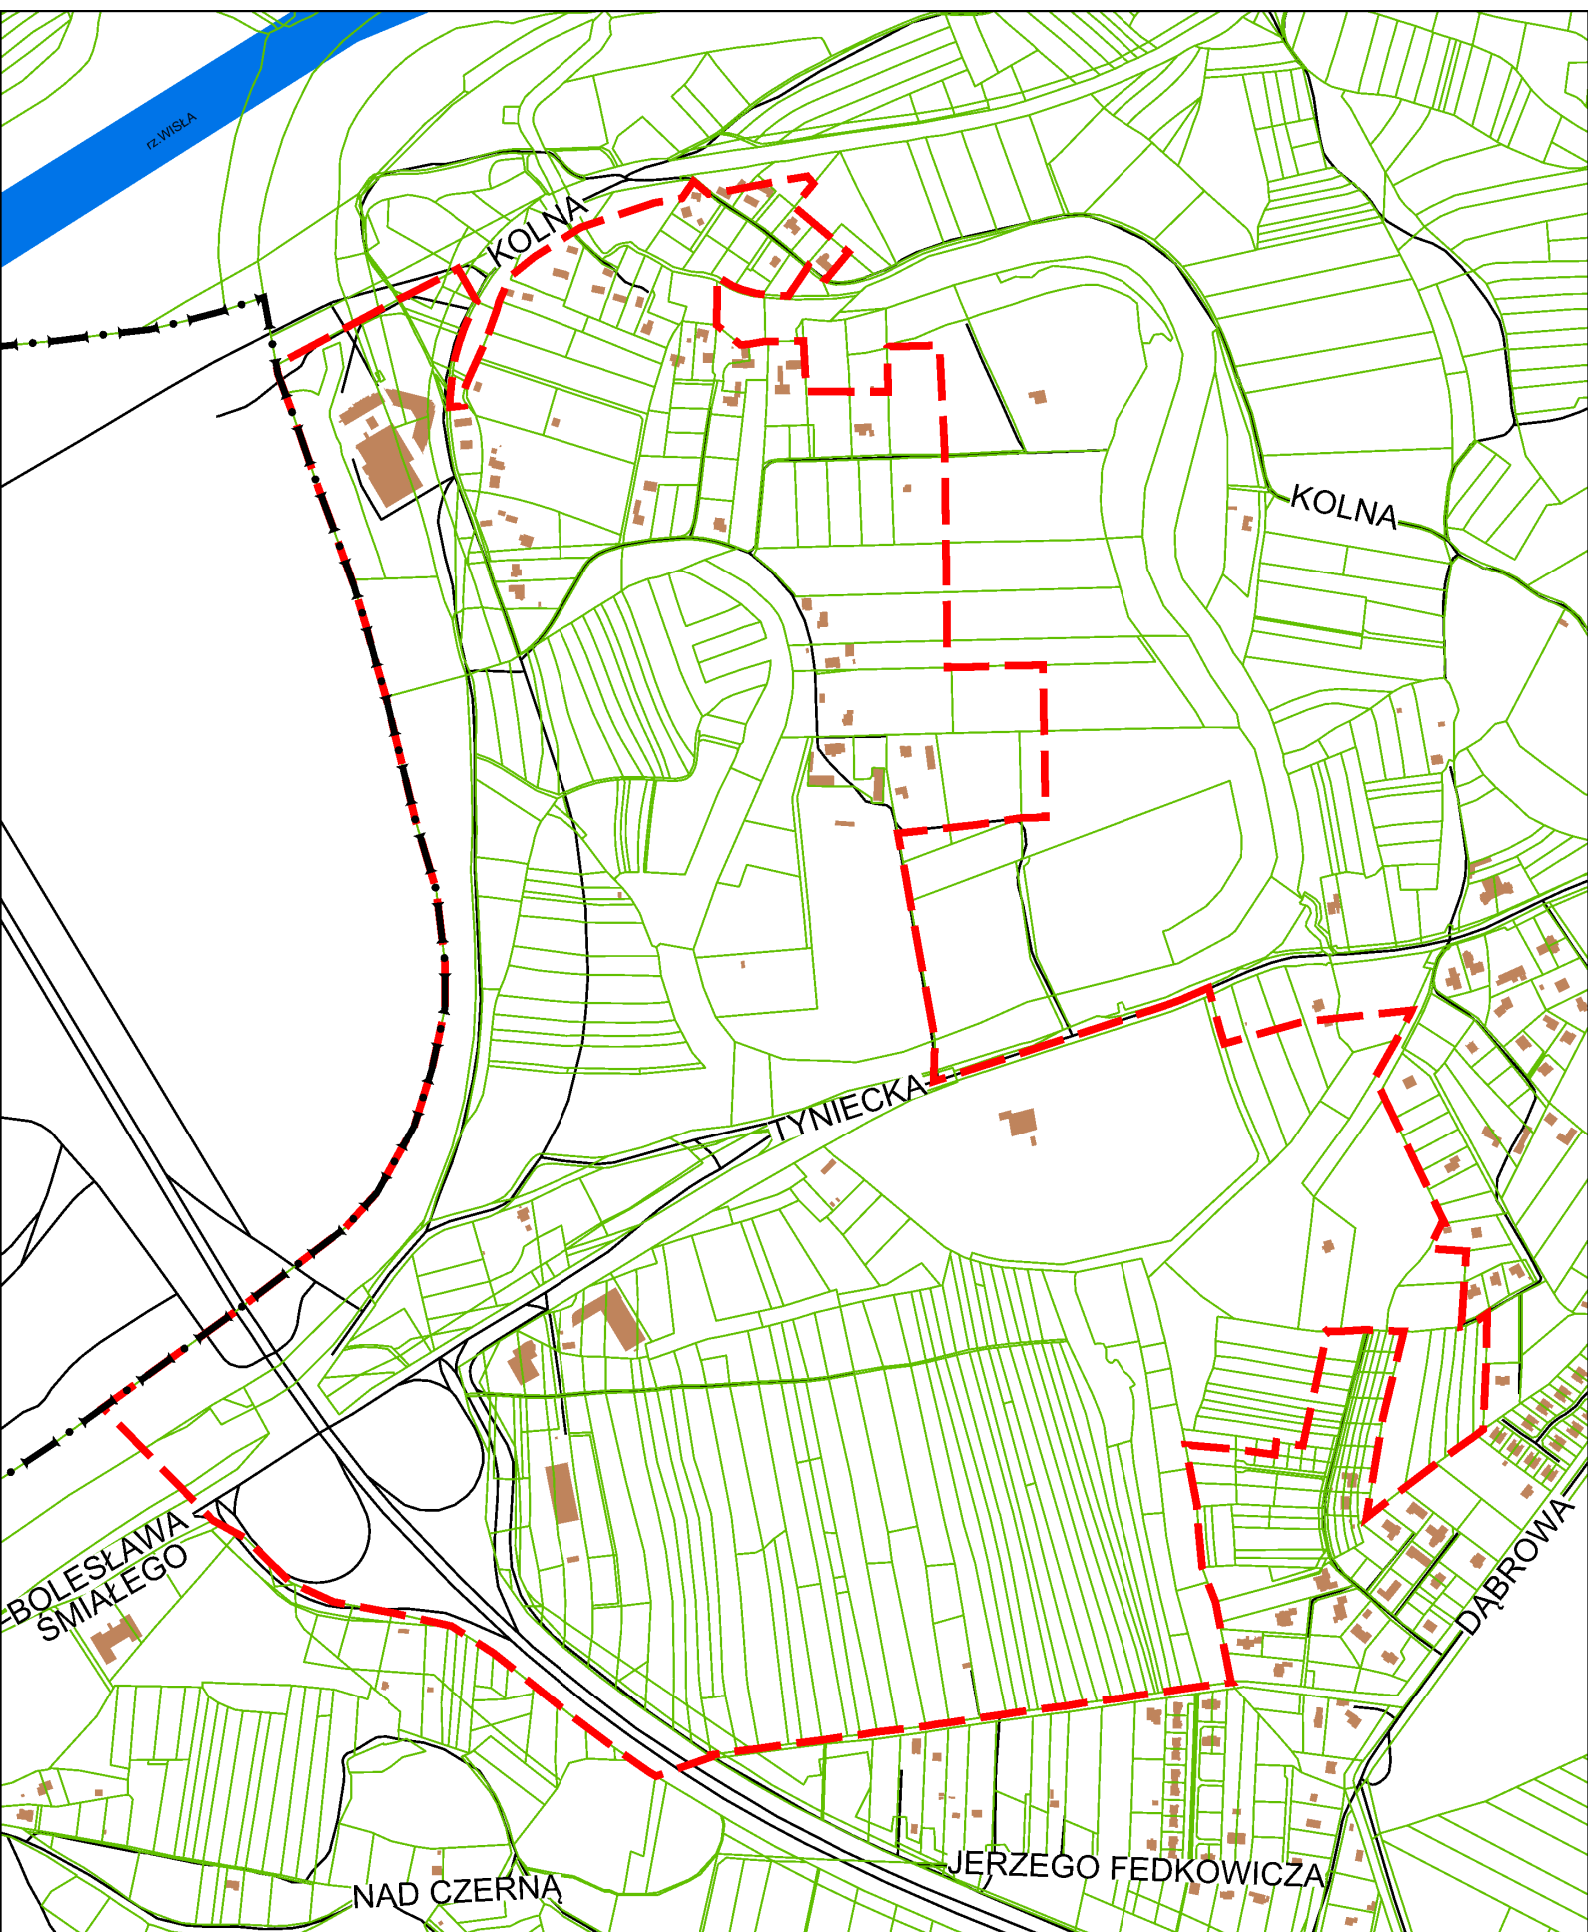 rz.WISŁA
KOLNA
KOLNA
TYNIECKA
BOLESŁAWA
ŚMIAŁEGO
DĄBROWA
JERZEGO FEDKOWICZA
NAD CZERNĄ